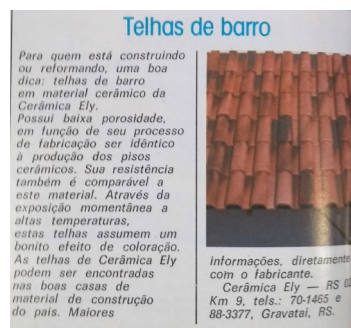 Telhas de barro
Para quem está construindo
ou reformando, uma boa
dica: telhas de barro
em material cerâmico da
Cerâmica Ely.
Possui baixa porosidade,
em função de seu processo
de fabricação ser idêntico
à produção dos pisos
cerâmicos. Sua resistência
também é comparável a
este material. Através da
exposição momentânea a
altas temperaturas,
estas telhas assumem um
bonito efeito de coloração.
As telhas de Cerâmica Ely
podem ser encontradas
nas boas casas de
material de construção
do país. Maiores
informações, diretamente
com o fabricante.
Cerâmica Ely — RS 02
Km 9, tels.: 70-1465 e
88-3377, Gravataí, RS.